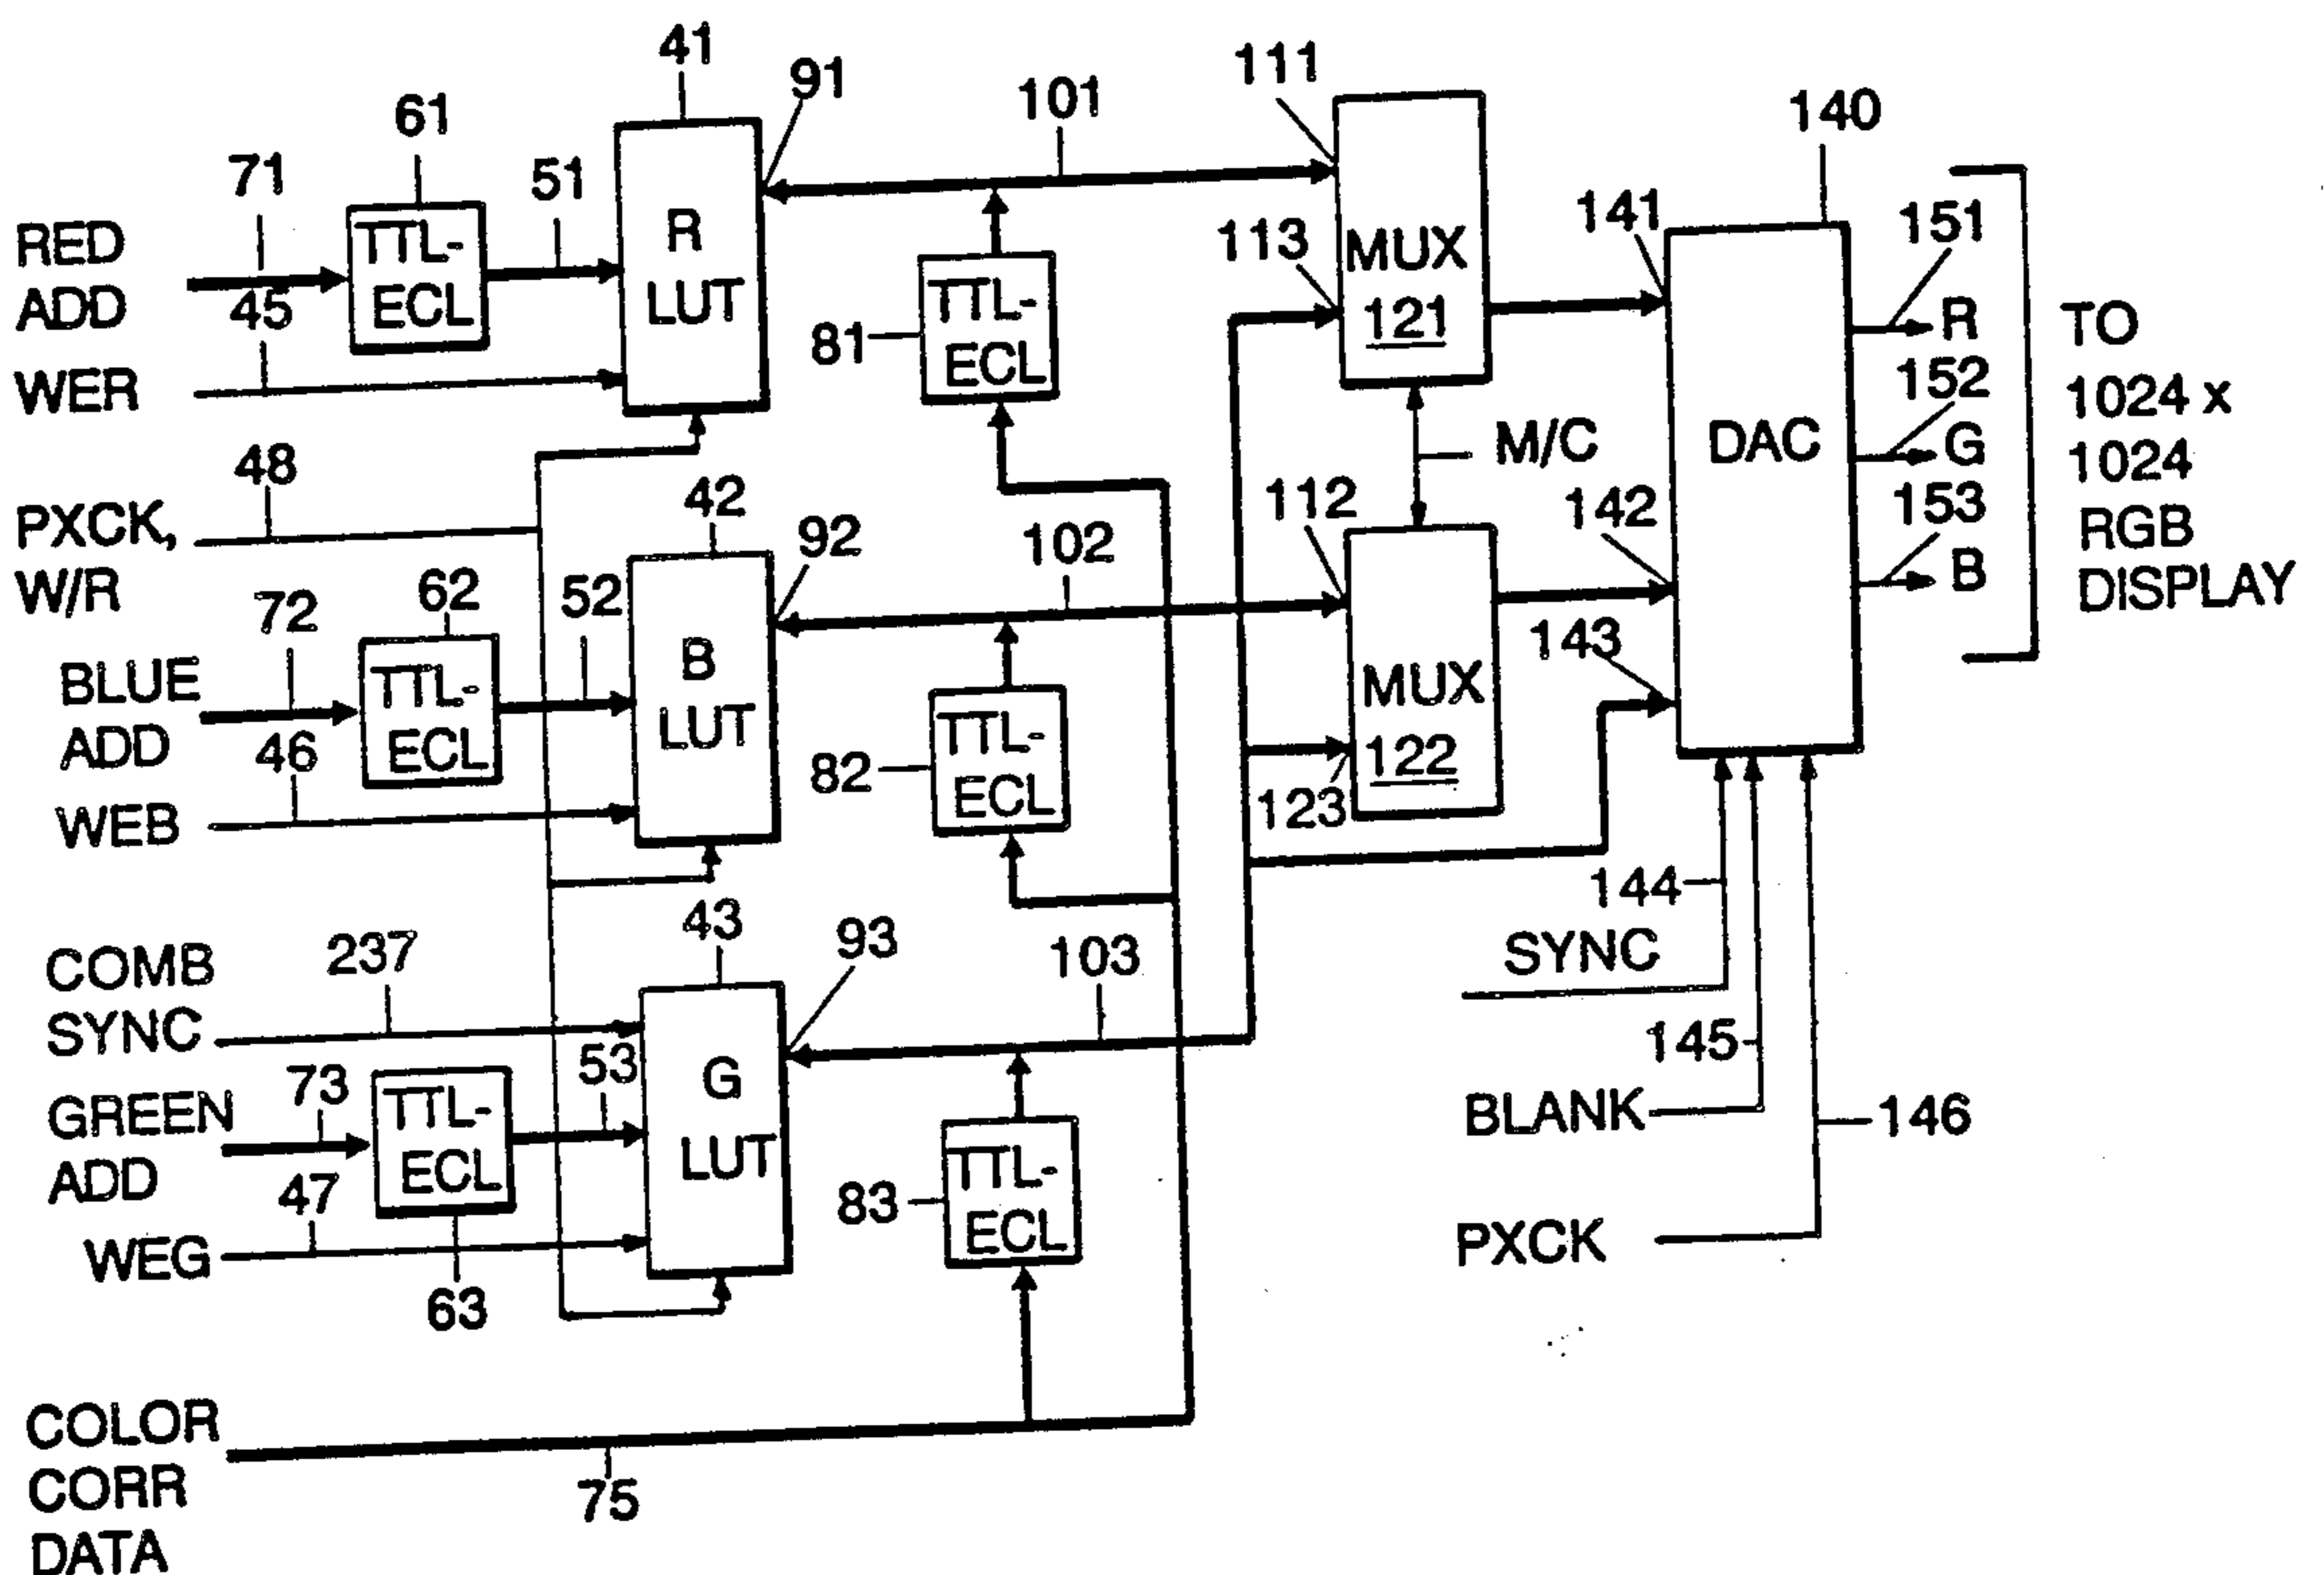 41
91
111
101
61
140
71
51
RED
ADD
TTL-
ECL
R
LUT
113
MUX
121
141
151
R
TO
45
TTL-
ECL
81
152
1024 x
WER
M/C
DAC
G
1024
48
42
112
142
153
RGB
PXCK,
W/R
92
102
B
DISPLAY
72
62
52
143
BLUE
ADD
TTL-
ECL
B
LUT
TTL-
ECL
82
MUX
122
46
123
WEB
144
43
93
103
SYNC
COMB
SYNC
237
53
145
G
LUT
73
GREEN
ADD
TTL-
ECL
TTL-
ECL
83
BLANK
146
47
WEG
PXCK
63
COLOR
CORR
DATA
75